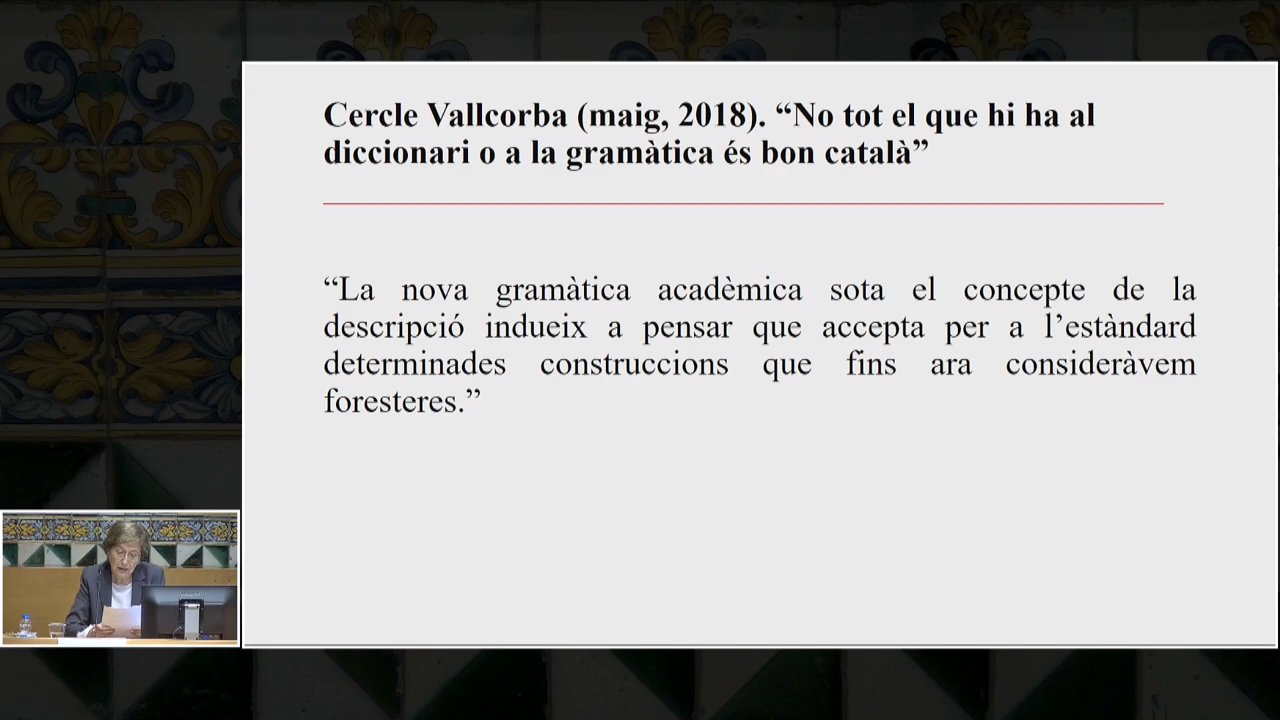 Cercle Vallcorba (maig, 2018). “No tot el que hi ha al
diccionari o a la gramàtica és bon català”
“La nova gramàtica acadèmica sota el concepte de la
descripció indueix a pensar que accepta per a l’estàndard
determinades construccions que fins ara consideràvem
foresteres.”